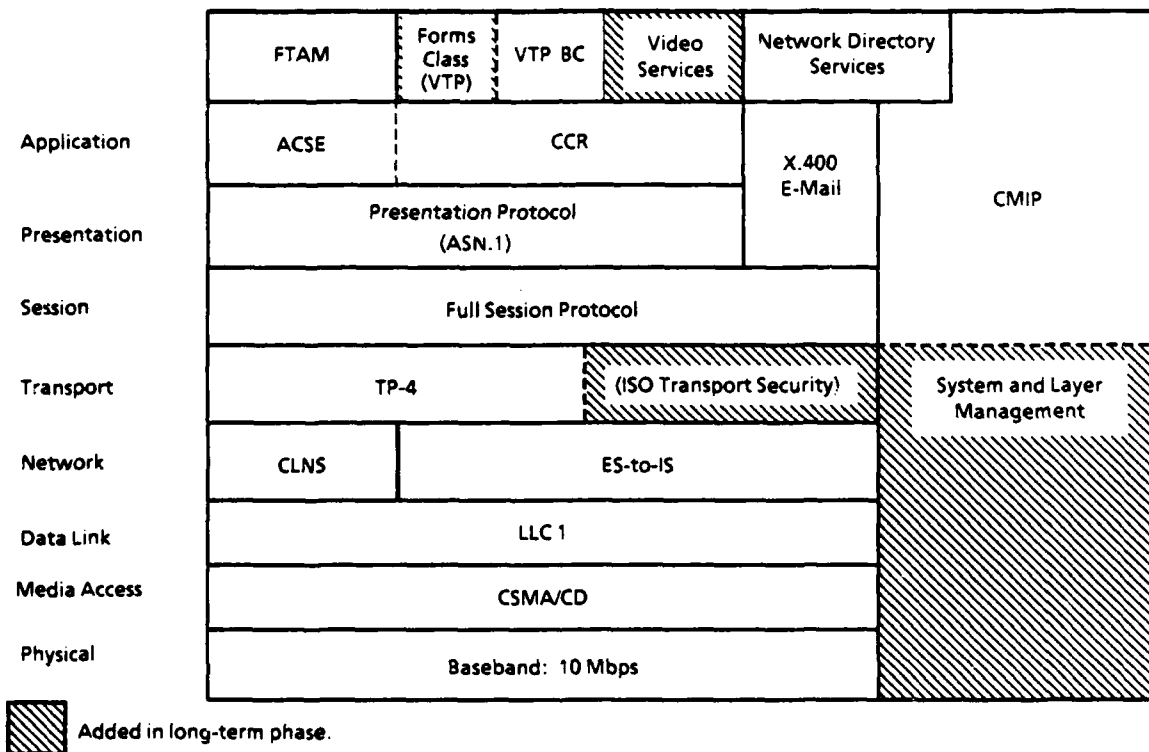 FTAM
Forms
Class
(VTP)
VTP BC
Video
Services
Network Directory
Services
Application
ACSE
CCR
X.400
E-Mail
CMIP
Presentation
Presentation Protocol
(ASN.1)
Session
Full Session Protocol
Transport
TP-4
(ISO Transport Security)
System and Layer
Management
Network
CLNS
ES-to-IS
Data Link
LLC 1
Media Access
CSMA/CD
Physical
Baseband: 10 Mbps
Added in long-term phase.